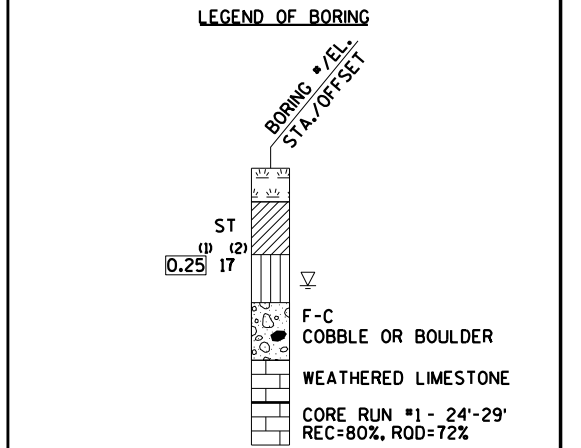 LEGEND OF BORING
BORING #/EL.
STA./OFFSET
ST
(1) (2)
0.25 17
F-C
COBBLE OR BOULDER
WEATHERED LIMESTONE
CORE RUN #1 - 24'-29'
REC=80%, RQD=72%